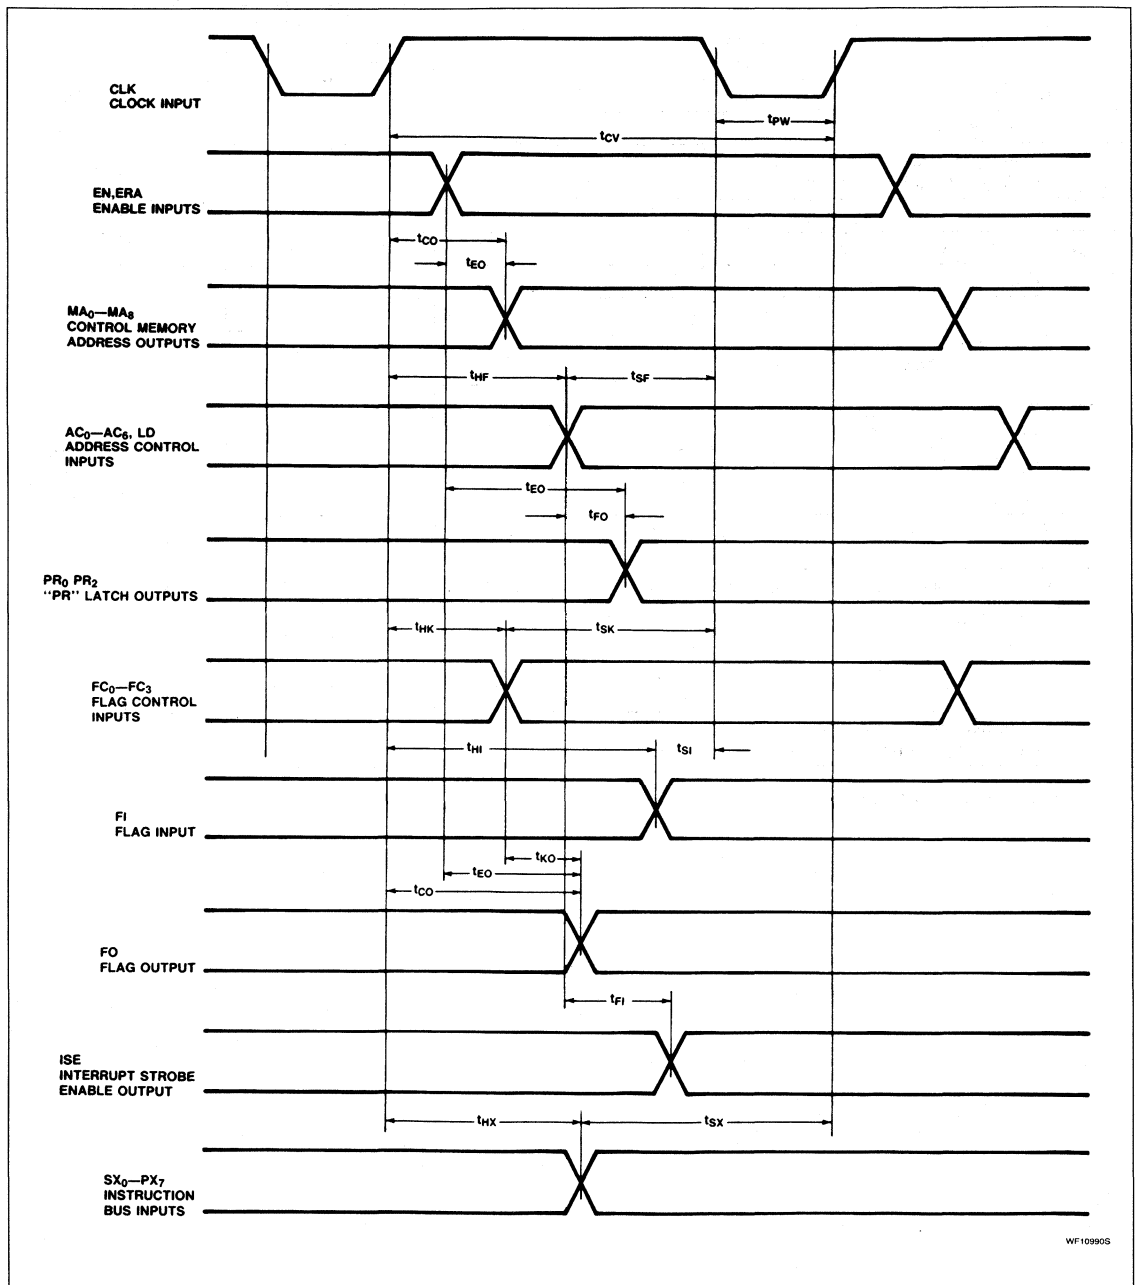 CLK
CLOCK INPUT
tPW
tCV
EN,ERA
ENABLE INPUTS
tCO
tEO
MA0—MA8
CONTROL MEMORY
ADDRESS OUTPUTS
tHF
tSF
AC0—AC6, LD
ADDRESS CONTROL
INPUTS
tEO
tFO
PR0 PR2
“PR” LATCH OUTPUTS
tHK
tSK
FC0—FC3
FLAG CONTROL
INPUTS
tHI
tSI
FI
FLAG INPUT
tKO
tEO
tCO
FO
FLAG OUTPUT
tFI
ISE
INTERRUPT STROBE
ENABLE OUTPUT
tHX
tSX
SX0—PX7
INSTRUCTION
BUS INPUTS
WF10990S